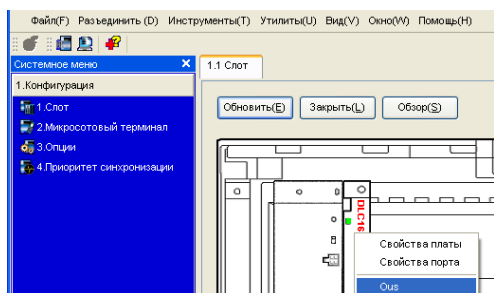 Файл(F) Разъединить (D) Инструменты(T) Утилиты(U) Вид(V) Окно(W) Помощь(H)
Системное меню
1.1 Слот
1.Конфигурация
1.Слот
2.Микросотовый терминал
3.Опции
4.Приоритет синхронизации
Обновить(E) Закрыть(L) Обзор(S)
DLC16
Свойства платы
Свойства порта
Ous